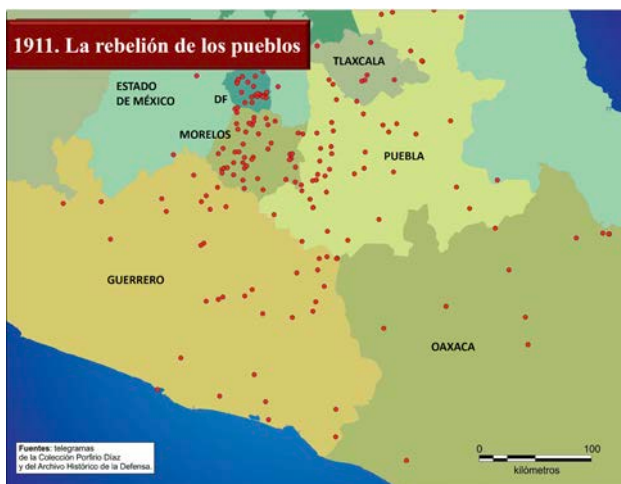 1911. La rebelión de los pueblos
TLAXCALA
ESTADO
DE MÉXICO
DF
MORELOS
PUEBLA
GUERRERO
OAXACA
Fuentes: telegramas
de la Colección Porfirio Díaz
y del Archivo Histórico de la Defensa.
0 100
kilómetros